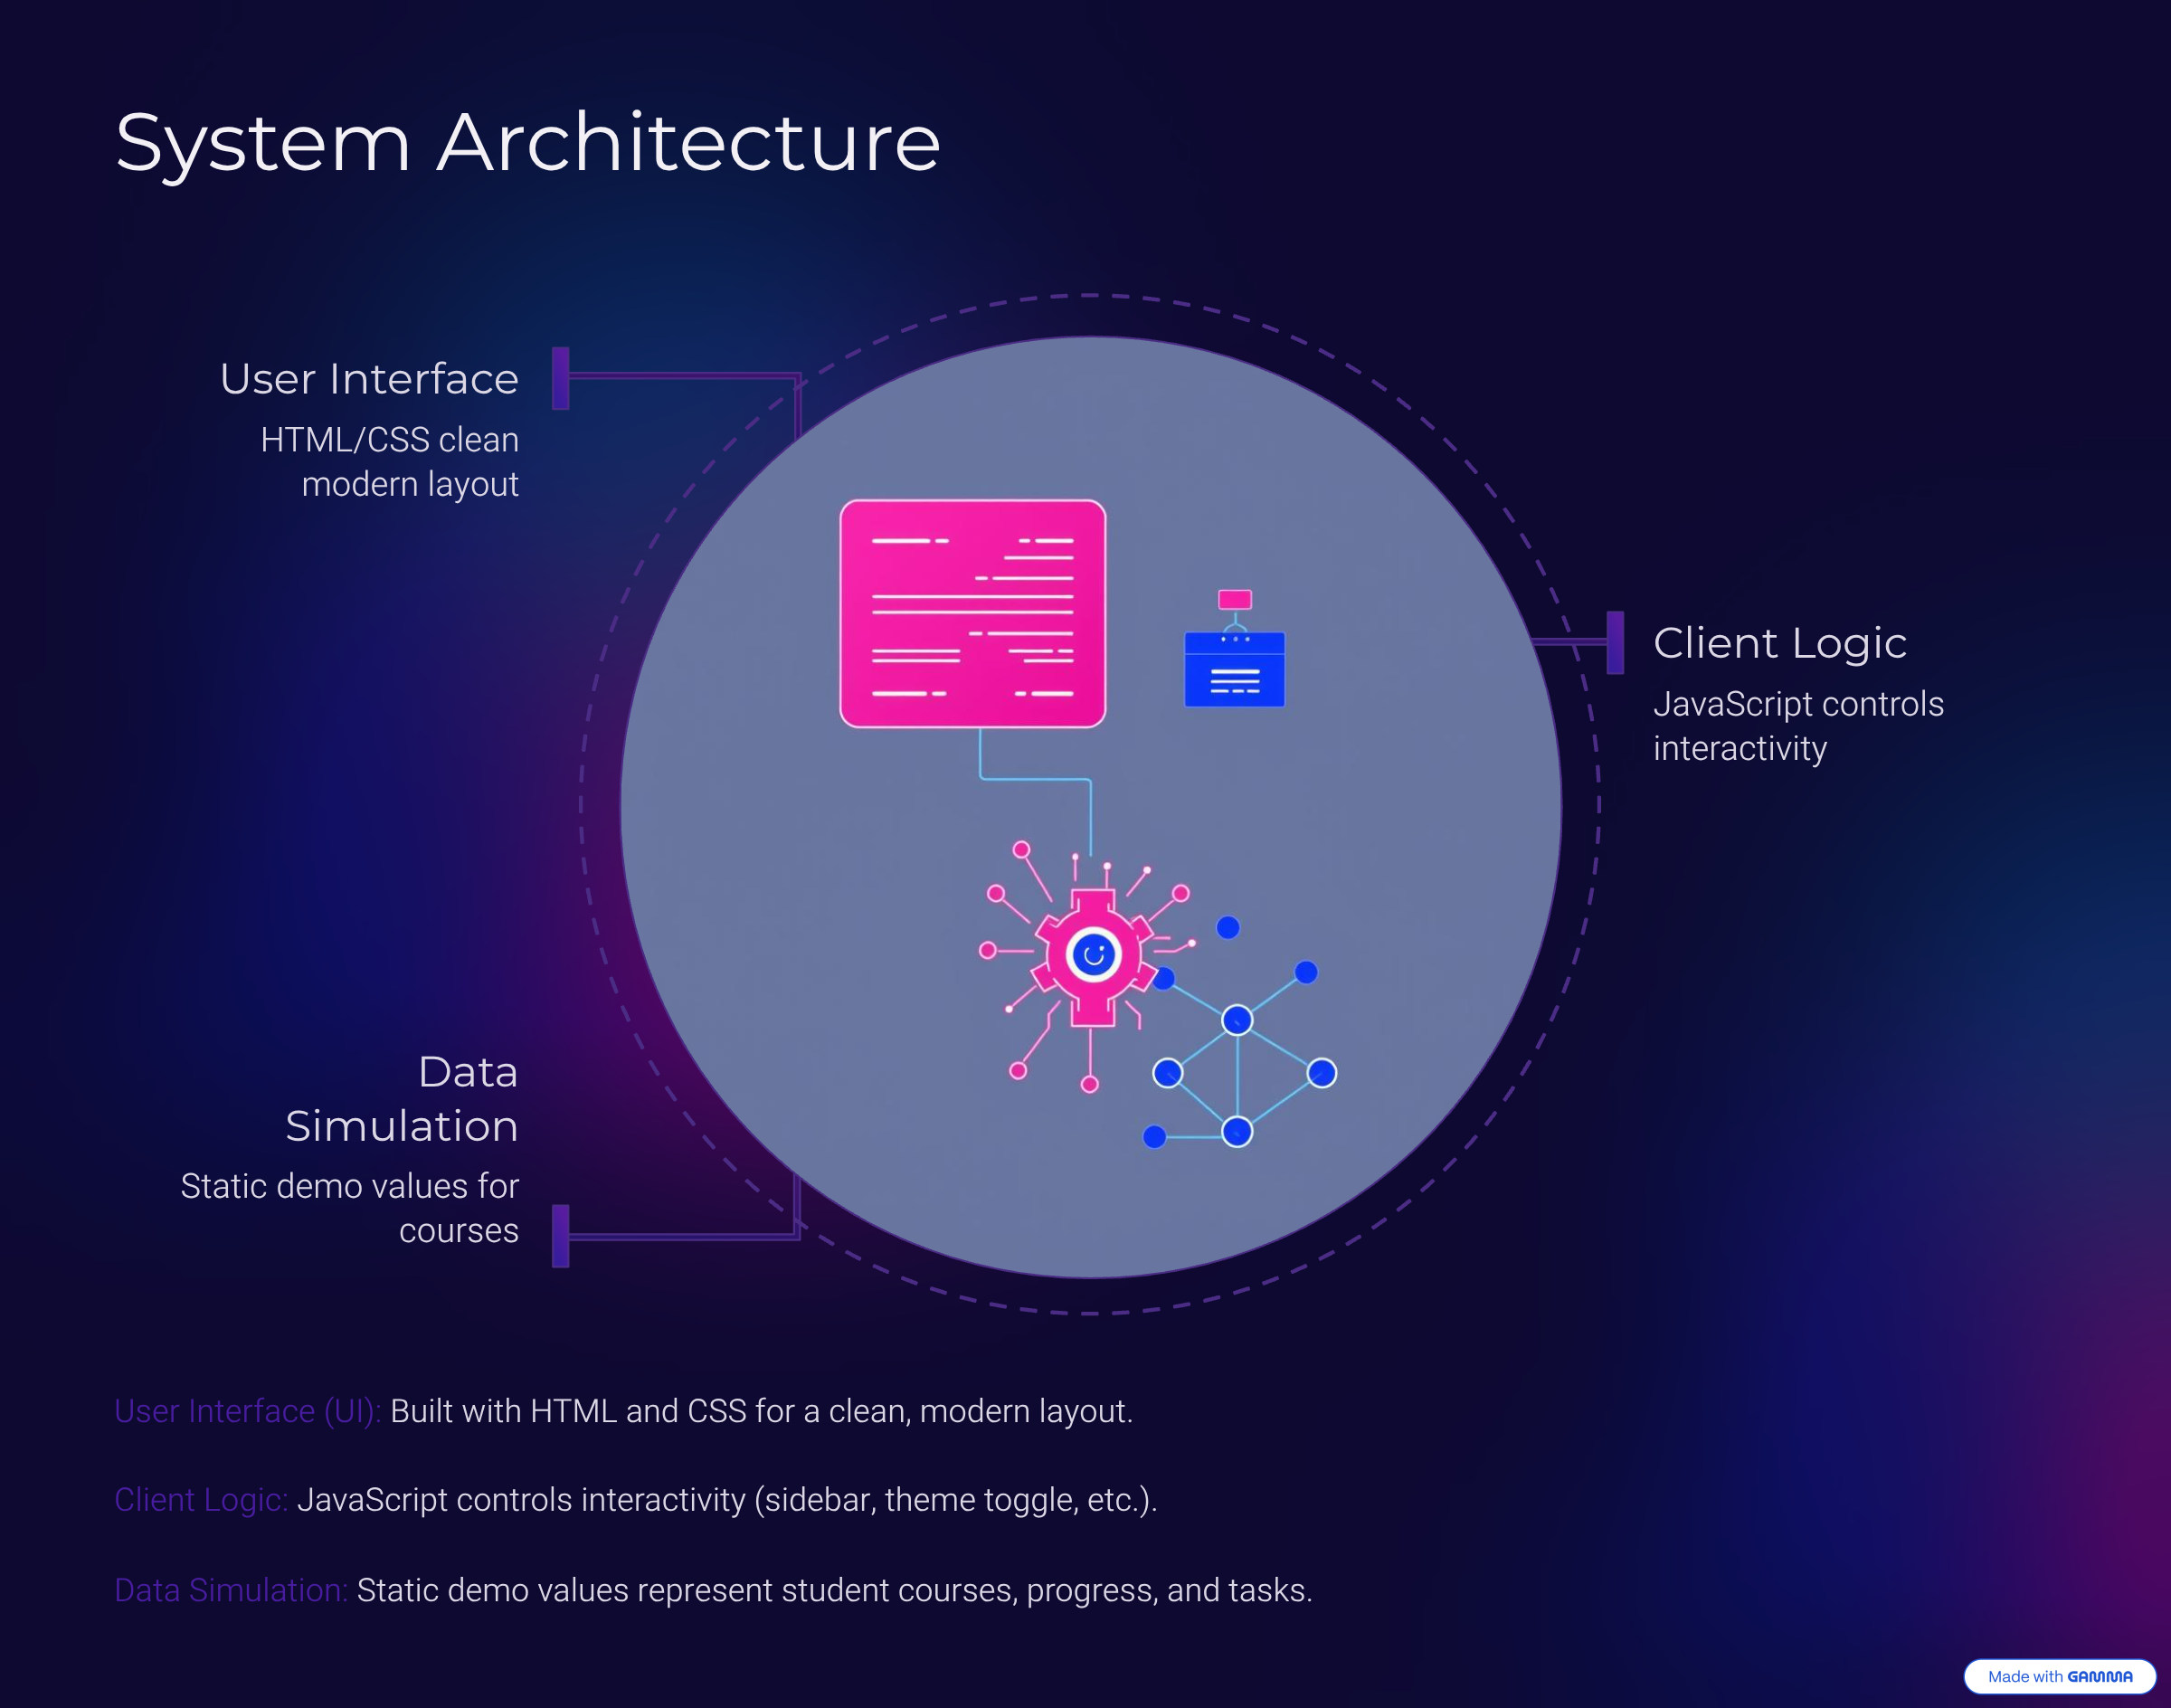 System Architecture
User Interface
HTML/CSS clean
modern layout
Client Logic
JavaScript controls
interactivity
Data
Simulation
Static demo values for
courses
User Interface (UI): Built with HTML and CSS for a clean, modern layout.
Client Logic: JavaScript controls interactivity (sidebar, theme toggle, etc.).
Data Simulation: Static demo values represent student courses, progress, and tasks.
Made with GAMMA